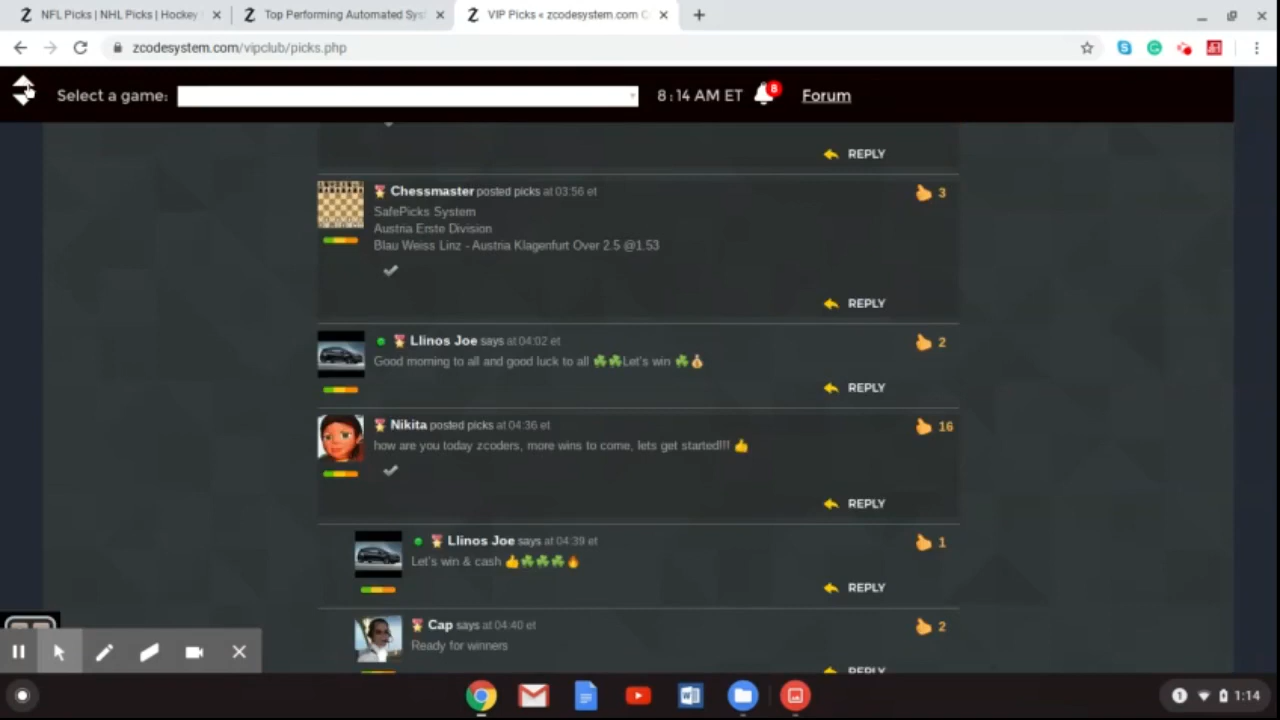 NFL Picks | NHL Picks | Hockey
Top Performing Automated Sys
VIP Picks « zcodesystem.com C
zcodesystem.com/vipclub/picks.php
Select a game:
8:14 AM ET
8
Forum
REPLY
Chessmaster posted picks at 03:56 et
3
SafePicks System
Austria Erste Division
Blau Weiss Linz - Austria Klagenfurt Over 2.5 @1.53
REPLY
Llinos Joe says at 04:02 et
2
Good morning to all and good luck to all ☘☘Let's win ☘💰
REPLY
Nikita posted picks at 04:36 et
16
how are you today zcoders, more wins to come, lets get started!!! 👍
REPLY
Llinos Joe says at 04:39 et
1
Let's win & cash 👍☘☘☘🔥
REPLY
Cap says at 04:40 et
2
Ready for winners
REPLY
1
1:14